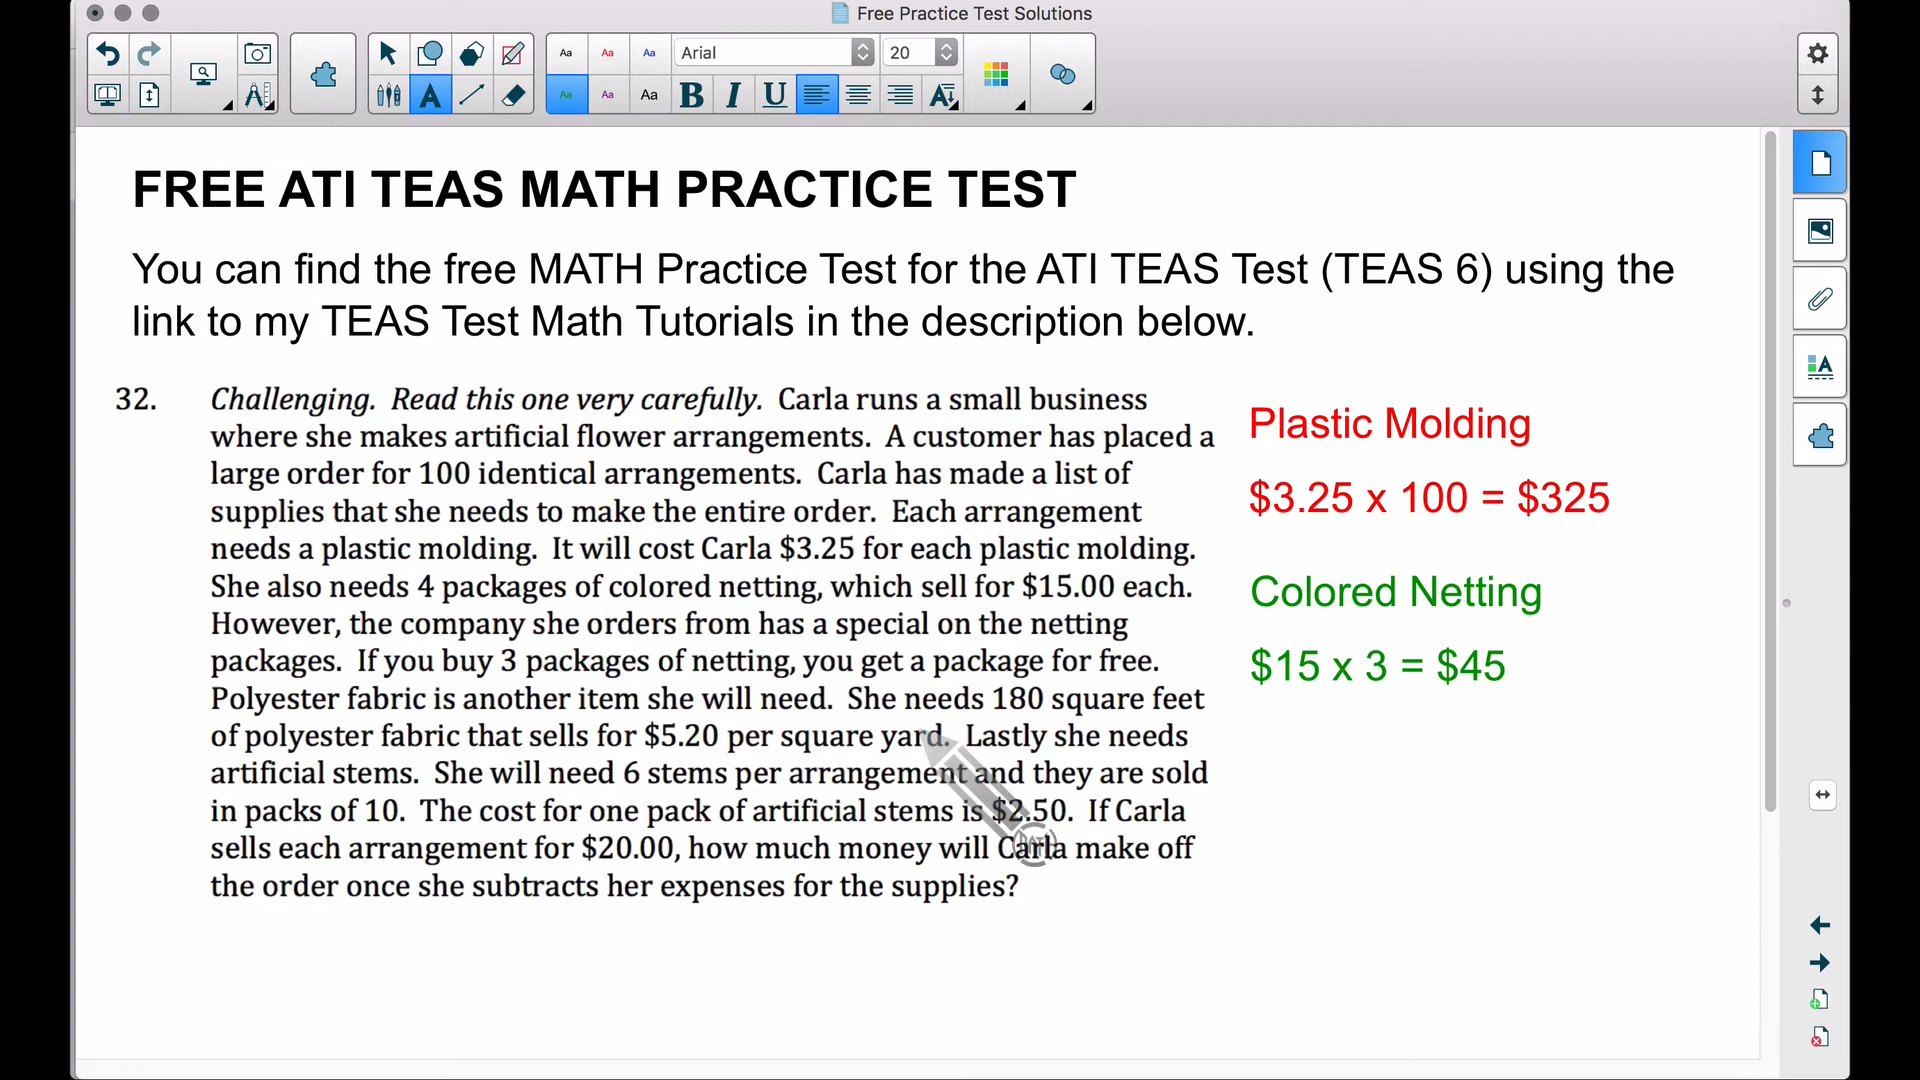 Free Practice Test Solutions
Aa Aa Aa Arial 20
A Aa Aa Aa B I U A
FREE ATI TEAS MATH PRACTICE TEST
You can find the free MATH Practice Test for the ATI TEAS Test (TEAS 6) using the
link to my TEAS Test Math Tutorials in the description below.
32. Challenging. Read this one very carefully. Carla runs a small business
where she makes artificial flower arrangements. A customer has placed a
large order for 100 identical arrangements. Carla has made a list of
supplies that she needs to make the entire order. Each arrangement
needs a plastic molding. It will cost Carla $3.25 for each plastic molding.
She also needs 4 packages of colored netting, which sell for $15.00 each.
However, the company she orders from has a special on the netting
packages. If you buy 3 packages of netting, you get a package for free.
Polyester fabric is another item she will need. She needs 180 square feet
of polyester fabric that sells for $5.20 per square yard. Lastly she needs
artificial stems. She will need 6 stems per arrangement and they are sold
in packs of 10. The cost for one pack of artificial stems is $2.50. If Carla
sells each arrangement for $20.00, how much money will Carla make off
the order once she subtracts her expenses for the supplies?
Plastic Molding
$3.25 x 100 = $325
Colored Netting
$15 x 3 = $45